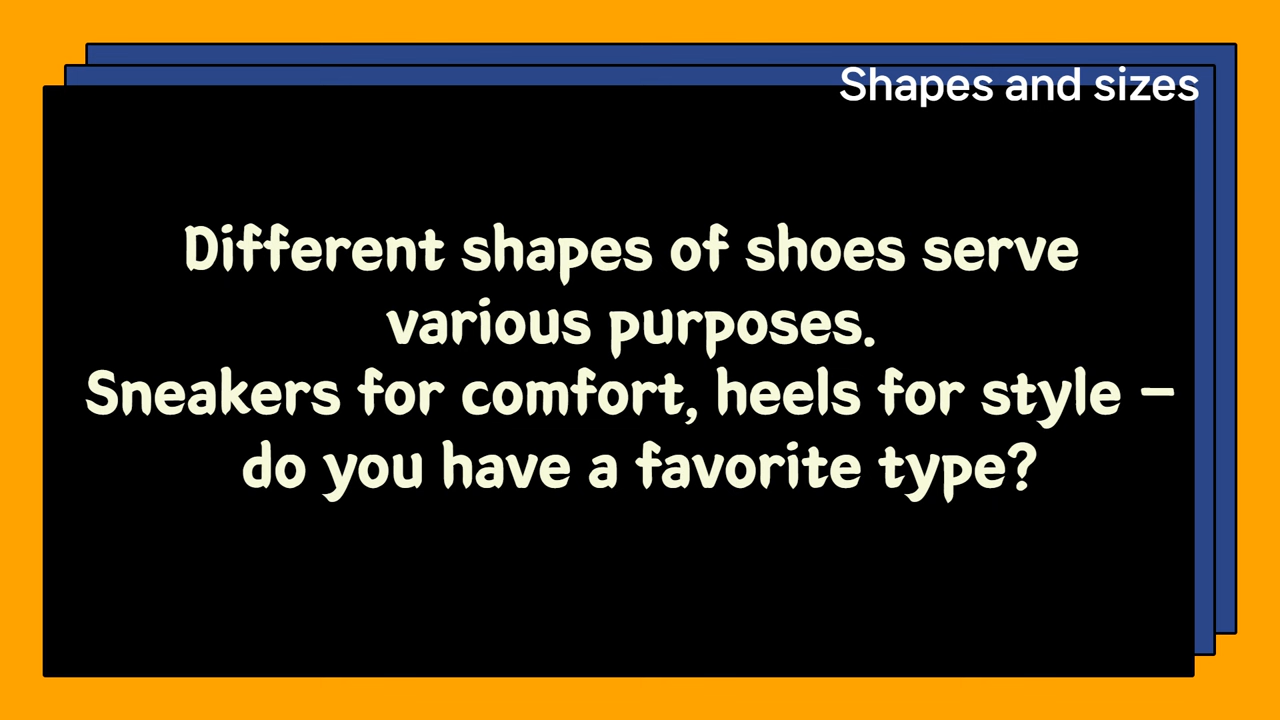 Shapes and sizes
Different shapes of shoes serve
various purposes.
Sneakers for comfort, heels for style –
do you have a favorite type?